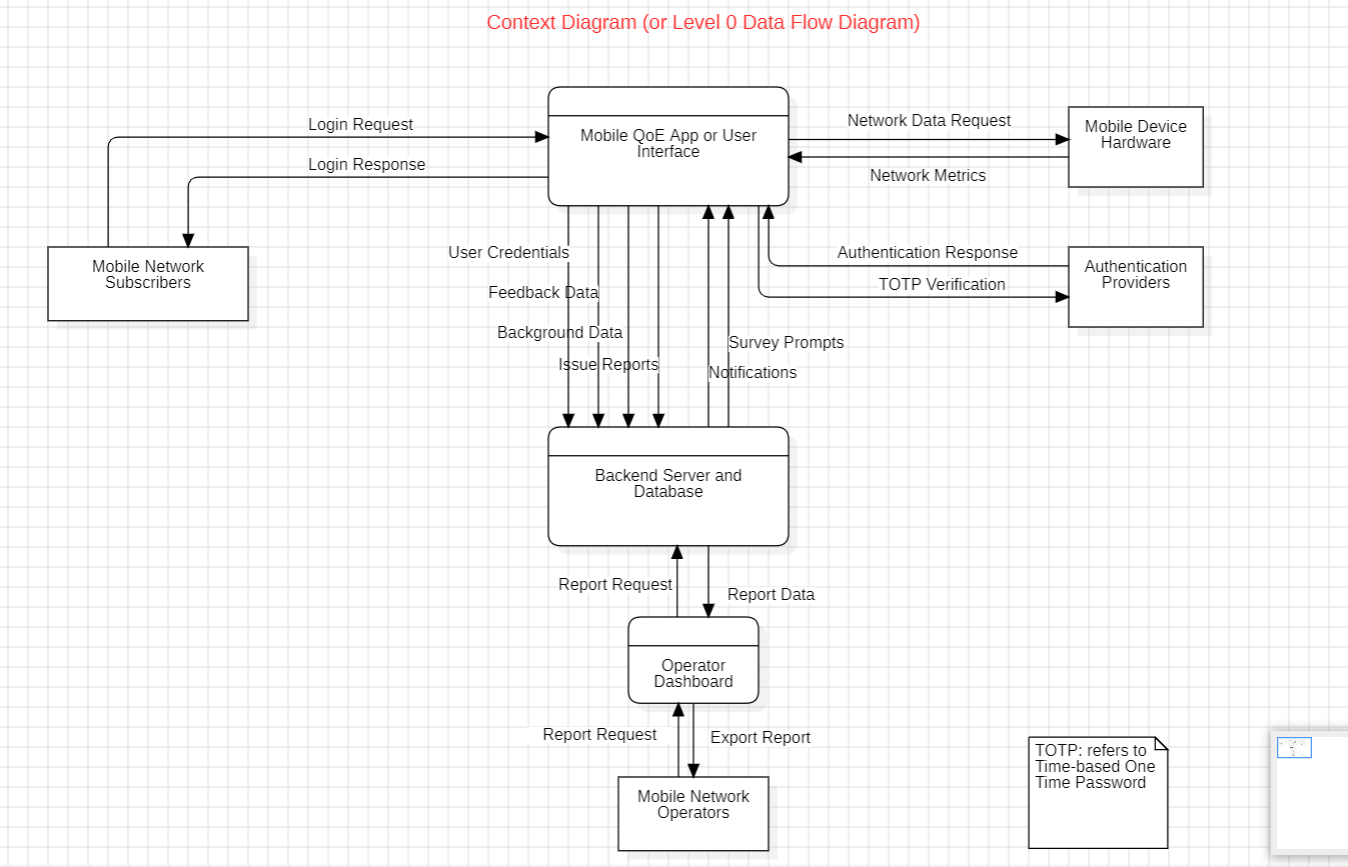 Context Diagram (or Level 0 Data Flow Diagram)
Login Request
Login Response
Mobile QoE App or User
Interface
Network Data Request
Network Metrics
Mobile Device
Hardware
Mobile Network
Subscribers
User Credentials
Feedback Data
Background Data
Issue Reports
Survey Prompts
Notifications
Authentication Response
TOTP Verification
Authentication
Providers
Backend Server and
Database
Report Request
Report Data
Operator
Dashboard
Report Request
Export Report
Mobile Network
Operators
TOTP: refers to
Time-based One
Time Password